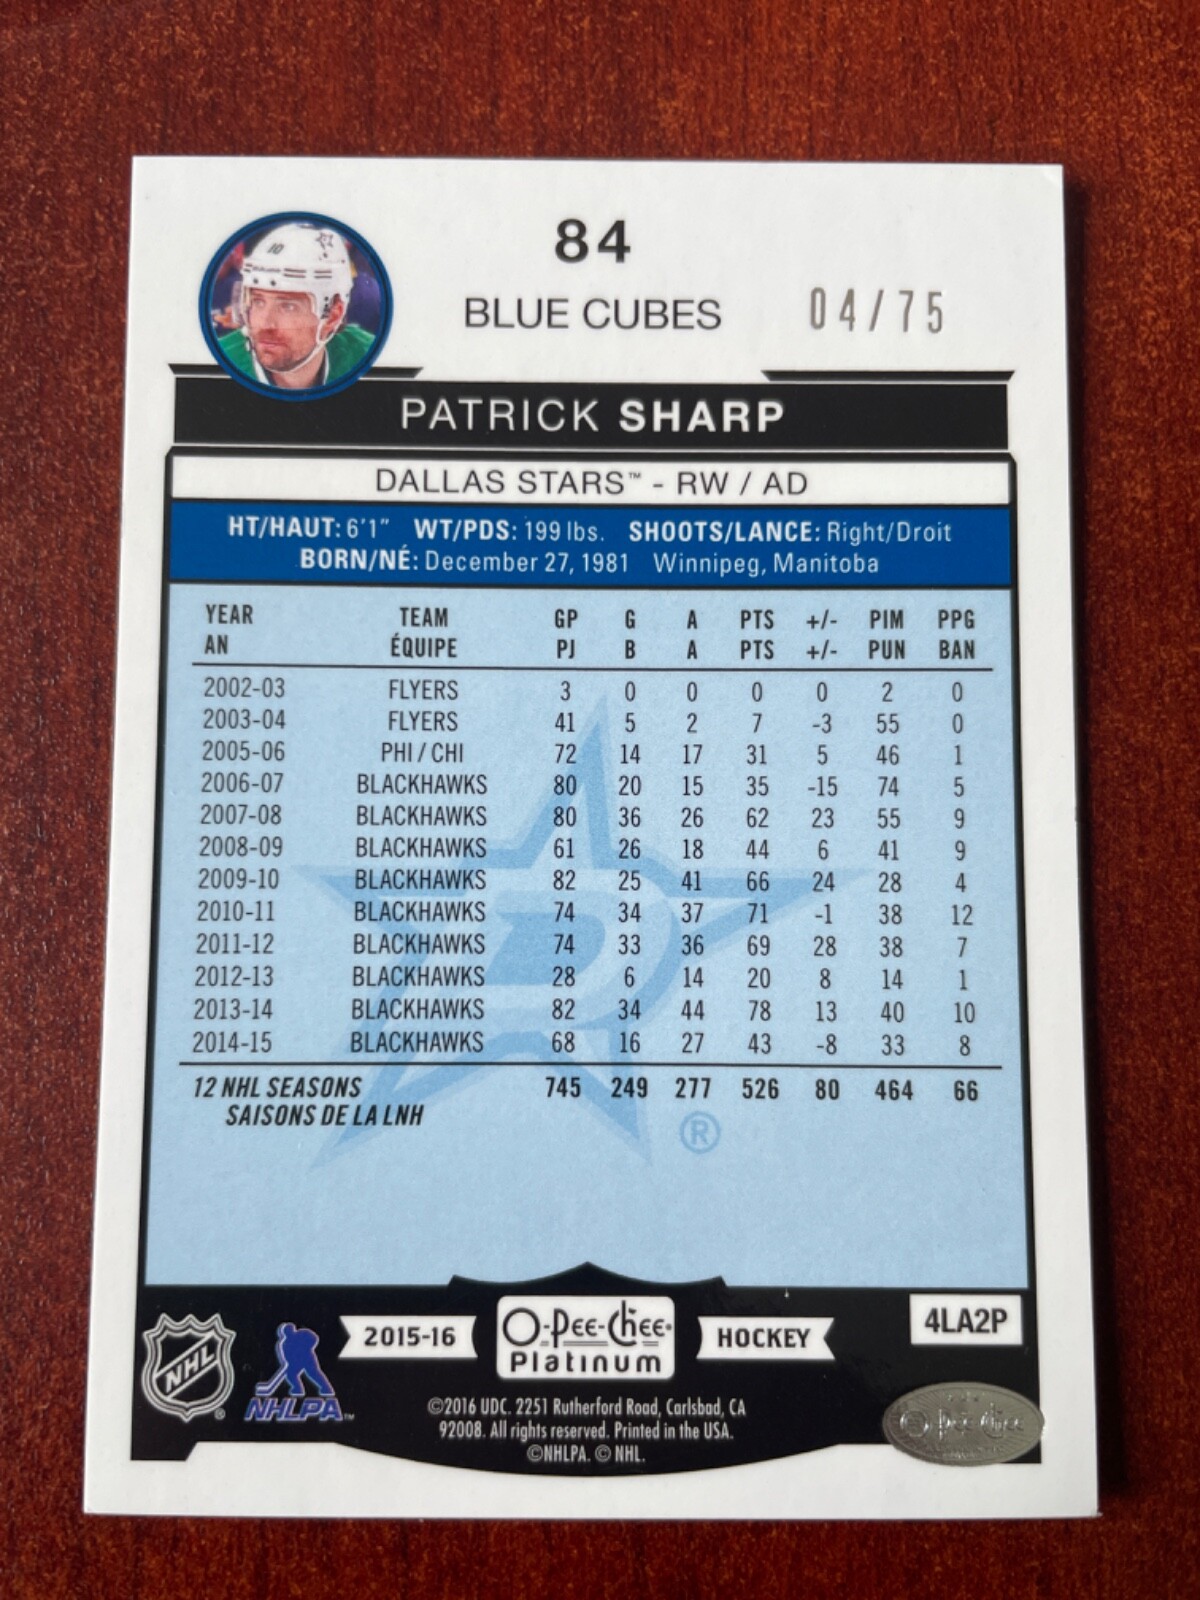 84
BLUE CUBES
04/75
10
PATRICK SHARP
DALLAS STARS™ - RW / AD
HT/HAUT: 6'1" WT/PDS: 199 lbs. SHOOTS/LANCE: Right/Droit
BORN/NÉ: December 27, 1981 Winnipeg, Manitoba
YEAR TEAM GP G A PTS +/- PIM PPG
AN ÉQUIPE PJ B A PTS +/- PUN BAN
2002-03 FLYERS 3 0 0 0 0 2 0
2003-04 FLYERS 41 5 2 7 -3 55 0
2005-06 PHI / CHI 72 14 17 31 5 46 1
2006-07 BLACKHAWKS 80 20 15 35 -15 74 5
2007-08 BLACKHAWKS 80 36 26 62 23 55 9
2008-09 BLACKHAWKS 61 26 18 44 6 41 9
2009-10 BLACKHAWKS 82 25 41 66 24 28 4
2010-11 BLACKHAWKS 74 34 37 71 -1 38 12
2011-12 BLACKHAWKS 74 33 36 69 28 38 7
2012-13 BLACKHAWKS 28 6 14 20 8 14 1
2013-14 BLACKHAWKS 82 34 44 78 13 40 10
2014-15 BLACKHAWKS 68 16 27 43 -8 33 8
12 NHL SEASONS 745 249 277 526 80 464 66
SAISONS DE LA LNH
D
®
NHL
®
NHLPA™
2015-16
O-Pee-Chee®
Platinum
HOCKEY
4LA2P
©2016 UDC. 2251 Rutherford Road, Carlsbad, CA
92008. All rights reserved. Printed in the USA.
©NHLPA. © NHL.
O-Pee-Chee